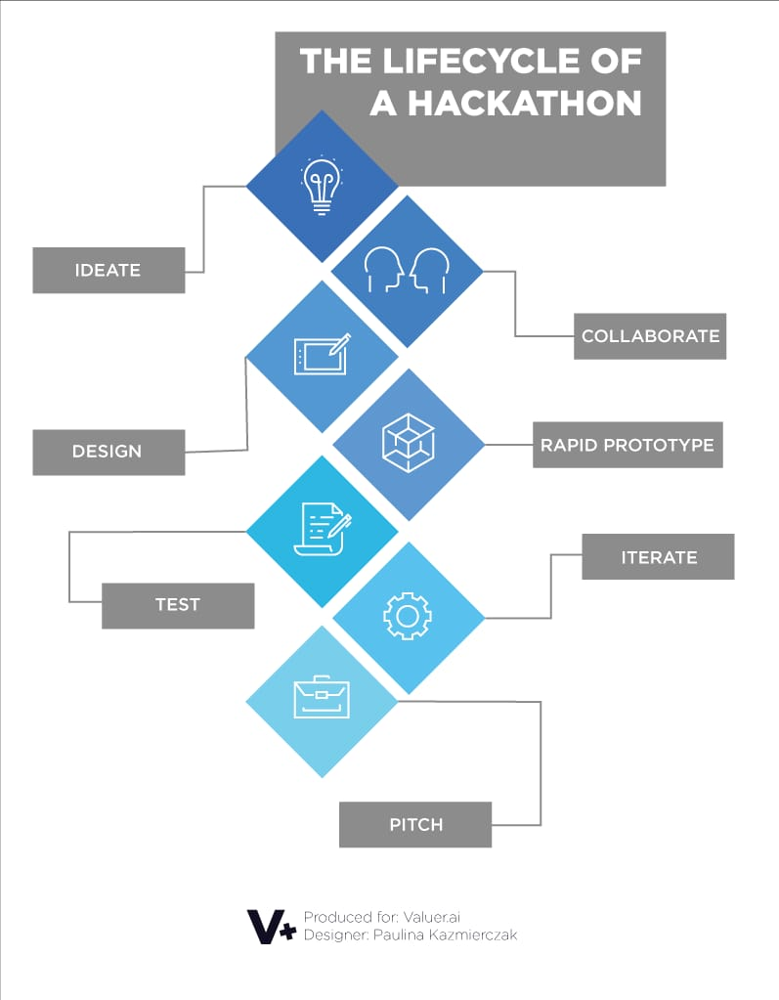 THE LIFECYCLE OF
A HACKATHON
IDEATE
COLLABORATE
DESIGN
RAPID PROTOTYPE
TEST
ITERATE
PITCH
V+
Produced for: Valuer.ai
Designer: Paulina Kazmierczak